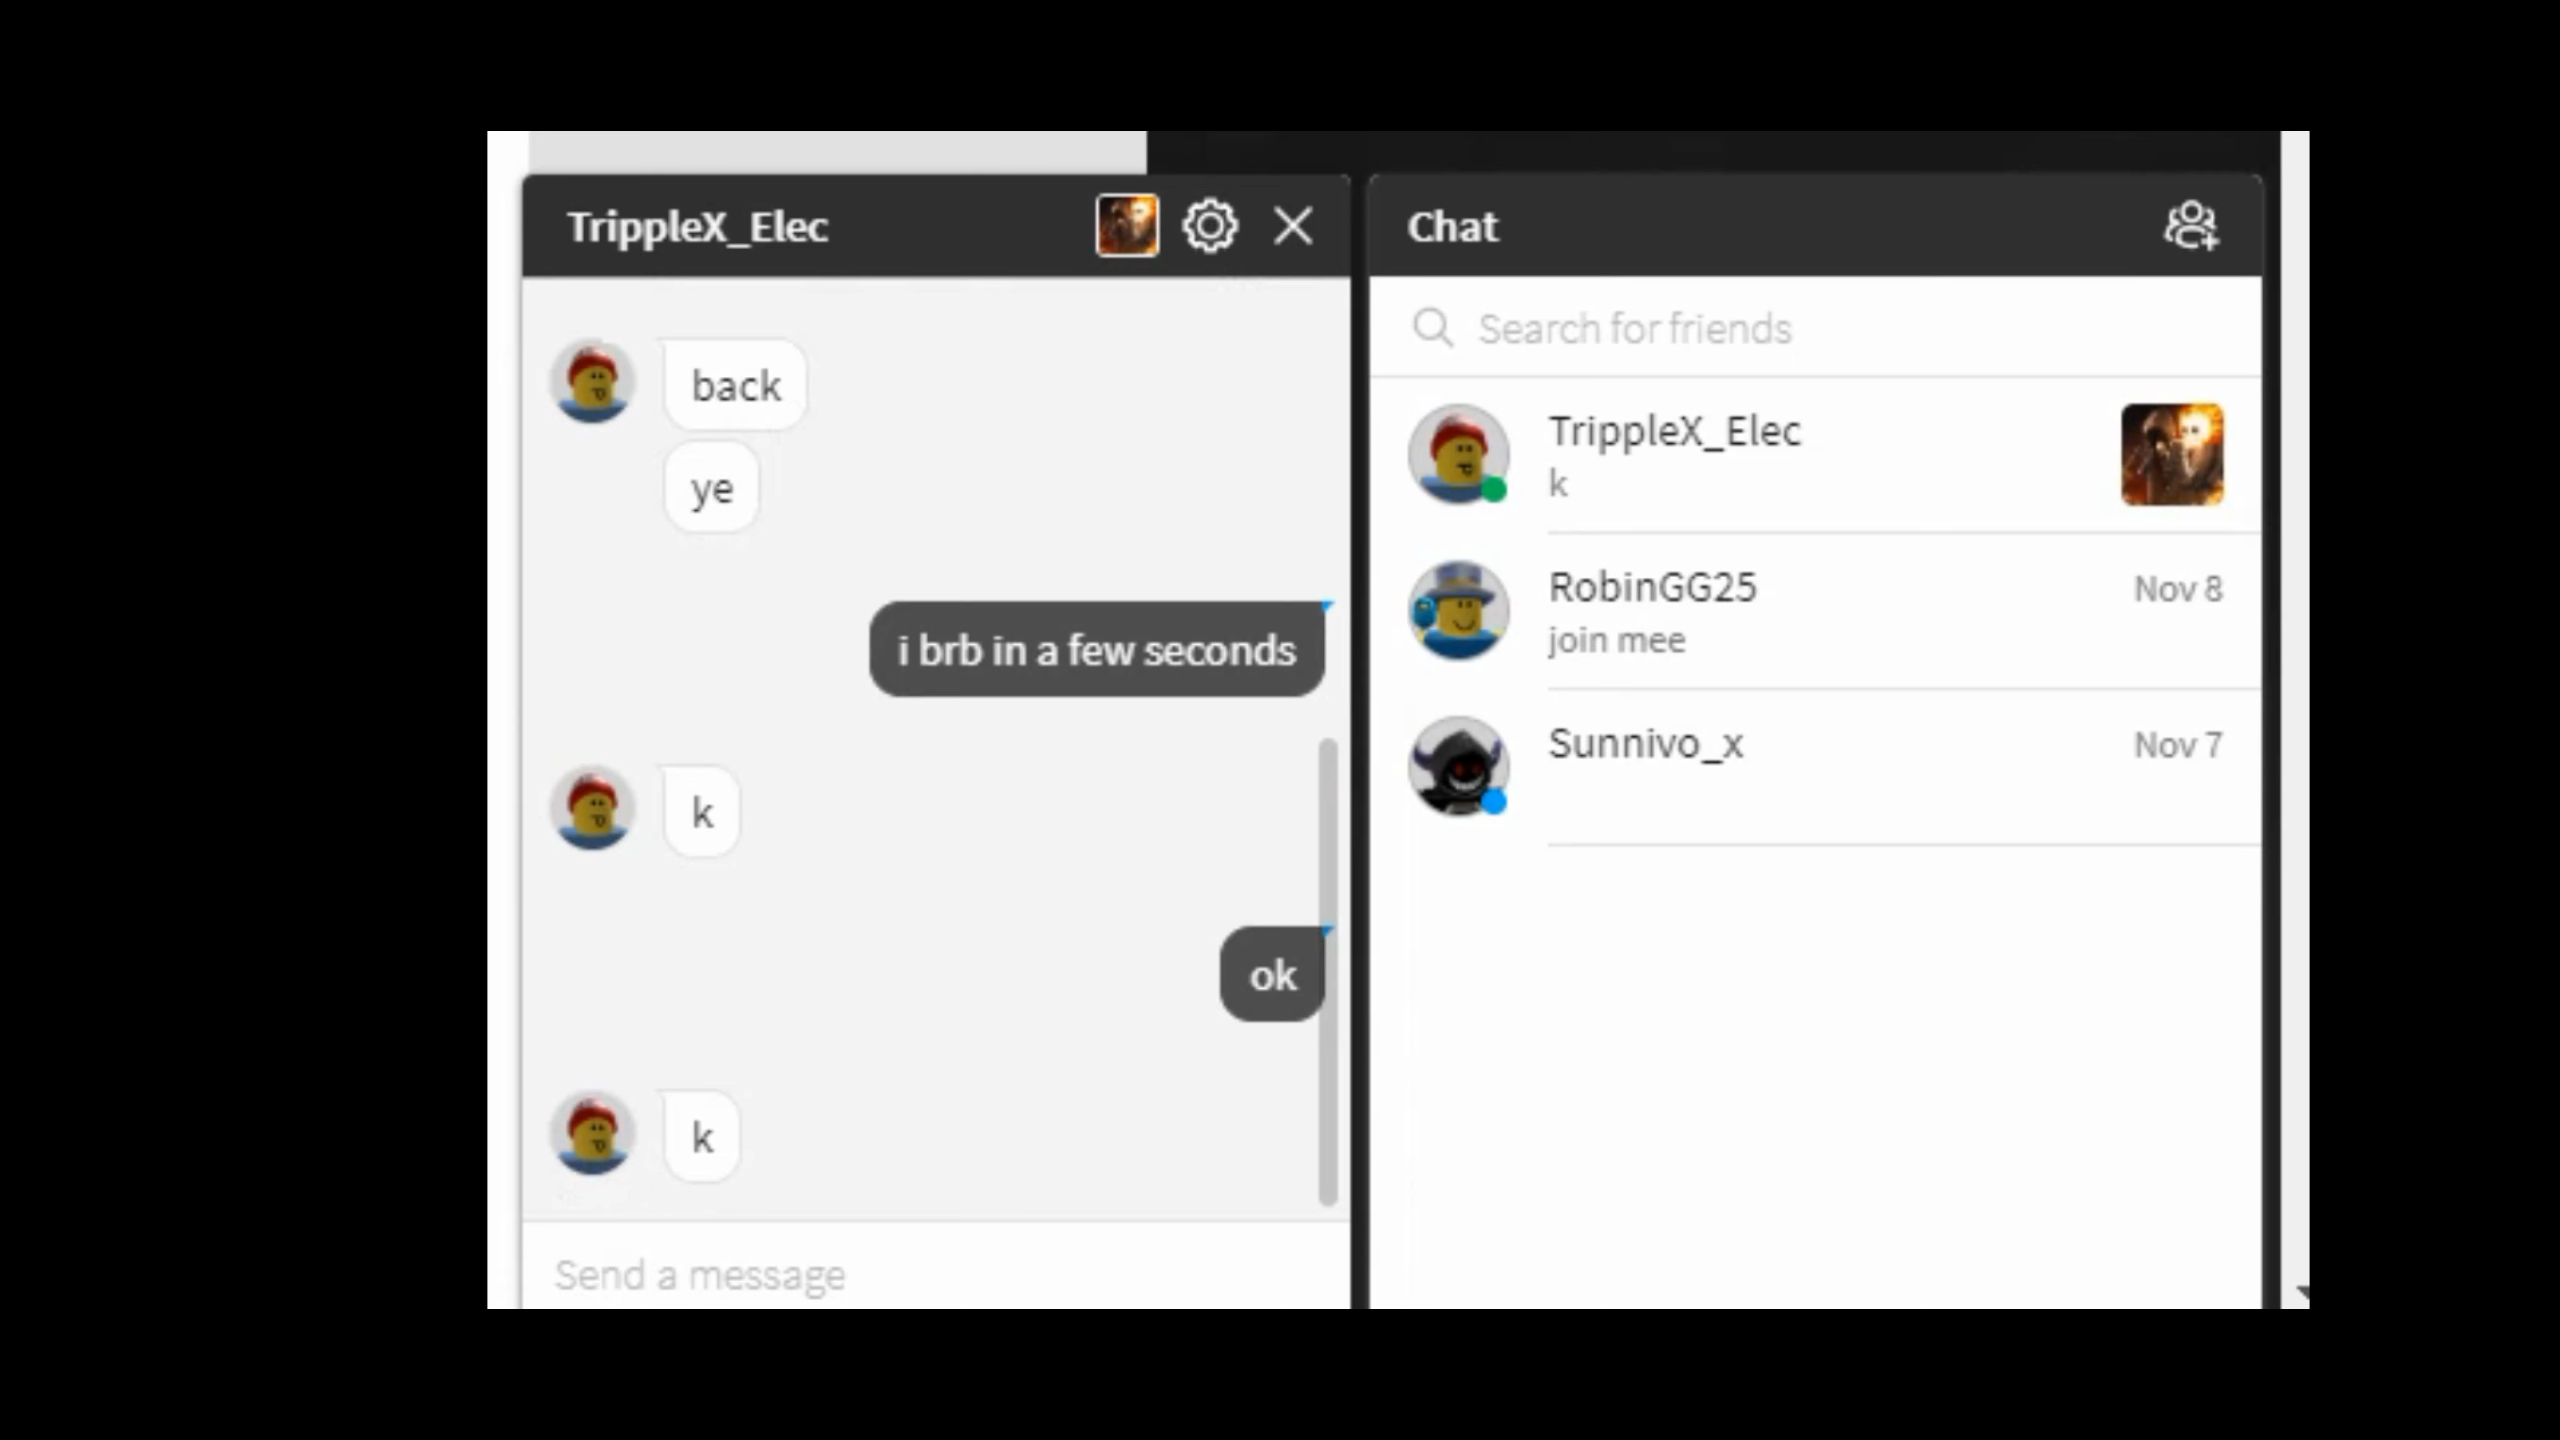 TrippleX_Elec
back
ye
i brb in a few seconds
k
ok
k
Send a message
Chat
Search for friends
TrippleX_Elec
k
RobinGG25
Nov 8
join mee
Sunnivo_x
Nov 7